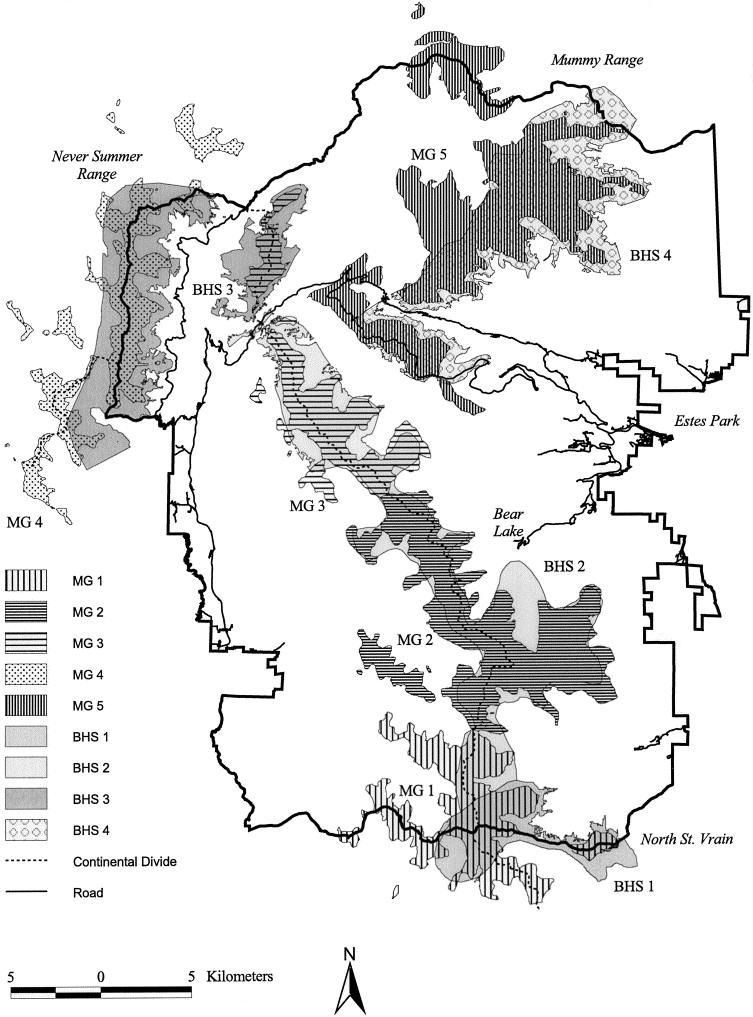 Mummy Range
Never Summer
Range
MG 5
BHS 4
BHS 3
Estes Park
MG 3
MG 4
Bear
Lake
BHS 2
MG 2
MG 1
North St. Vrain
BHS 1
MG 1
MG 2
MG 3
MG 4
MG 5
BHS 1
BHS 2
BHS 3
BHS 4
Continental Divide
Road
N
5 0 5 Kilometers